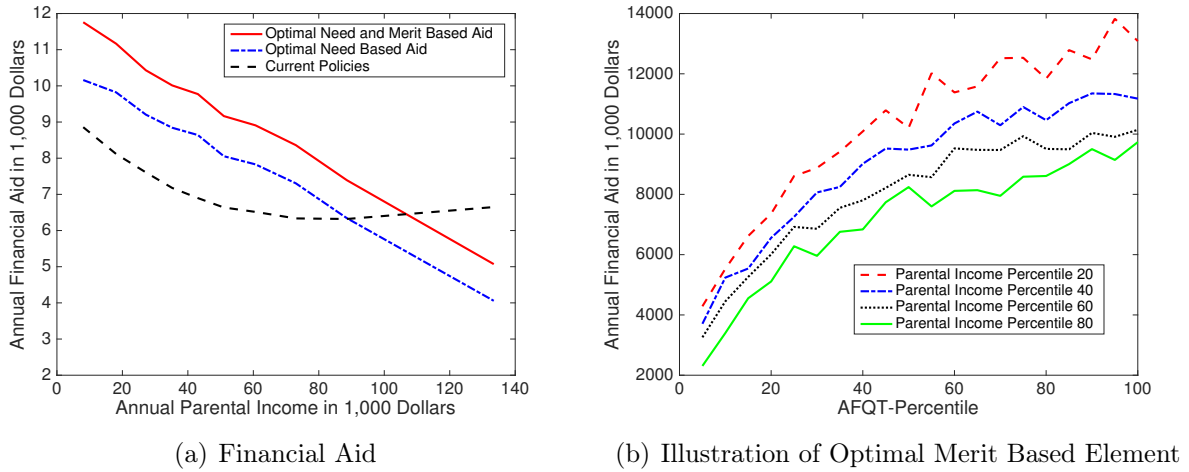 Annual Financial Aid in 1,000 Dollars
12
11
10
9
8
7
6
5
4
3
2
0
20
40
60
80
100
120
140
Annual Parental Income in 1,000 Dollars
Optimal Need and Merit Based Aid
Optimal Need Based Aid
Current Policies
(a) Financial Aid
Annual Financial Aid in 1,000 Dollars
14000
12000
10000
8000
6000
4000
2000
0
20
40
60
80
100
AFQT-Percentile
Parental Income Percentile 20
Parental Income Percentile 40
Parental Income Percentile 60
Parental Income Percentile 80
(b) Illustration of Optimal Merit Based Element